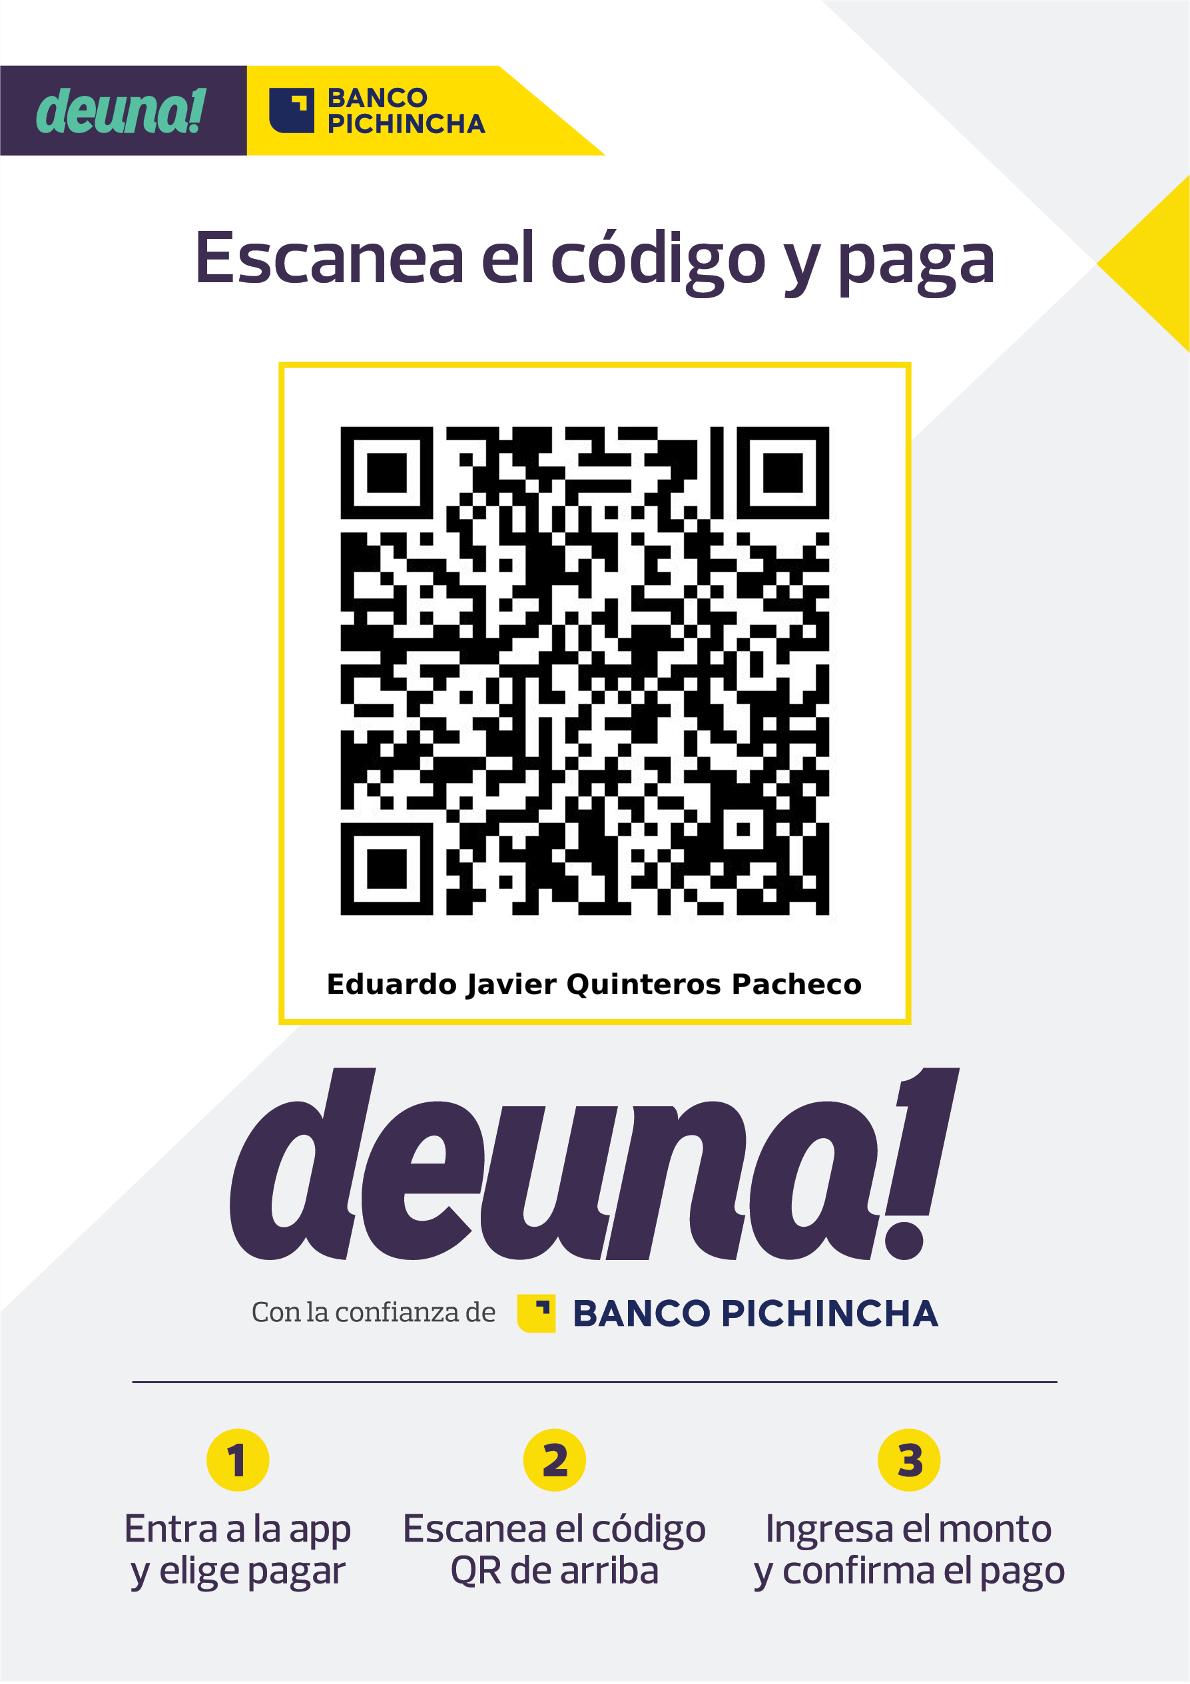 deuna!
BANCO
PICHINCHA
Escanea el código y paga
Eduardo Javier Quinteros Pacheco
deuna!
Con la confianza de BANCO PICHINCHA
1
Entra a la app
y elige pagar
2
Escanea el código
QR de arriba
3
Ingresa el monto
y confirma el pago